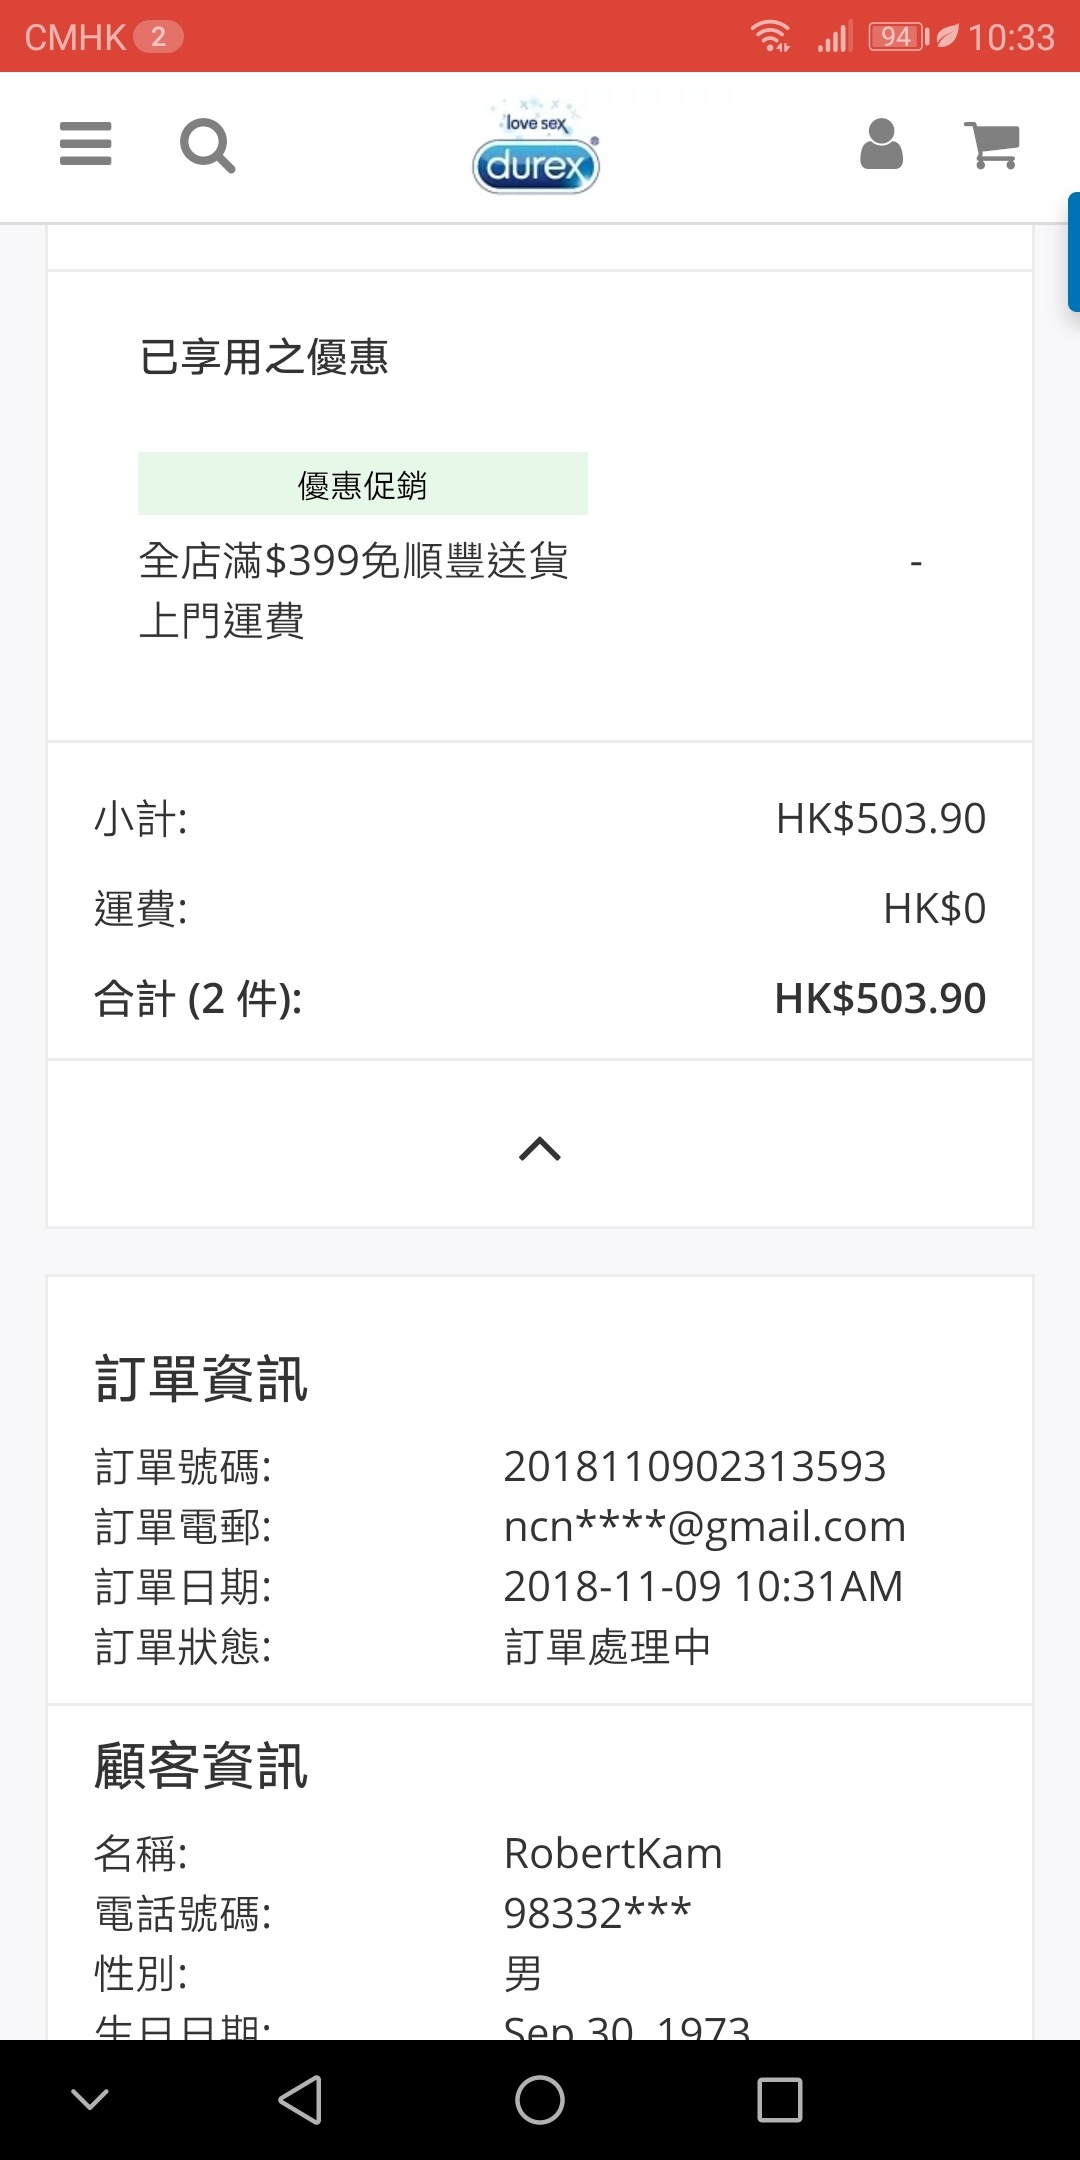 CMHK 2 94 10:33
love sex
durex®
已享用之優惠
優惠促銷
全店滿$399免順豐送貨 -
上門運費
小計: HK$503.90
運費: HK$0
合計 (2 件): HK$503.90
訂單資訊
訂單號碼: 2018110902313593
訂單電郵: ncn****@gmail.com
訂單日期: 2018-11-09 10:31AM
訂單狀態: 訂單處理中
顧客資訊
名稱: RobertKam
電話號碼: 98332***
性別: 男
生日日期: Sep 30, 1973